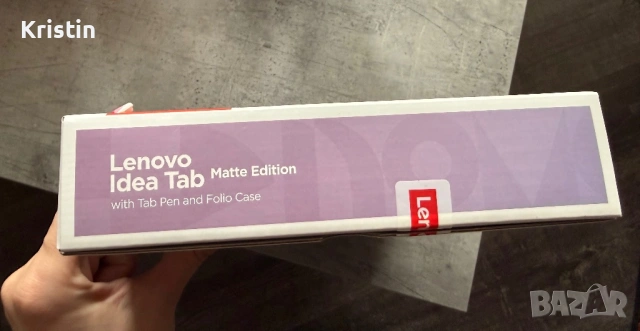 Kristin
Lenovo
Idea Tab Matte Edition
with Tab Pen and Folio Case
Len
BAZAR